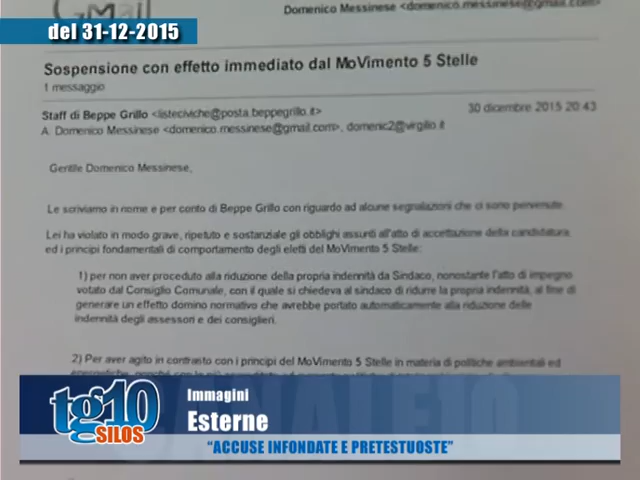 Gmail
Domenico Messinese <domenico.messinese@gmail.com>
del 31-12-2015
Sospensione con effetto immediato dal MoVimento 5 Stelle
1 messaggio
Staff di Beppe Grillo <listeciviche@posta.beppegrillo.it>
30 dicembre 2015 20:43
A: Domenico Messinese <domenico.messinese@gmail.com>, domenic2@virgilio.it
Gentile Domenico Messinese,
Le scriviamo in nome e per conto di Beppe Grillo con riguardo ad alcune segnalazioni che ci sono pervenute.
Lei ha violato in modo grave, ripetuto e sostanziale gli obblighi assunti all'atto di accettazione della candidatura
ed i principi fondamentali di comportamento degli eletti del MoVimento 5 Stelle:
1) per non aver proceduto alla riduzione della propria indennità da Sindaco, nonostante l'atto di impegno
votato dal Consiglio Comunale, con il quale si chiedeva al sindaco di ridurre la propria indennità, al fine di
generare un effetto domino normativo che avrebbe portato automaticamente alla riduzione delle
indennità degli assessori e dei consiglieri.
2) Per aver agito in contrasto con i principi del MoVimento 5 Stelle in materia di politiche ambientali ed
CANALE10
tg10
SILOS
Immagini
Esterne
“ACCUSE INFONDATE E PRETESTUOSTE”